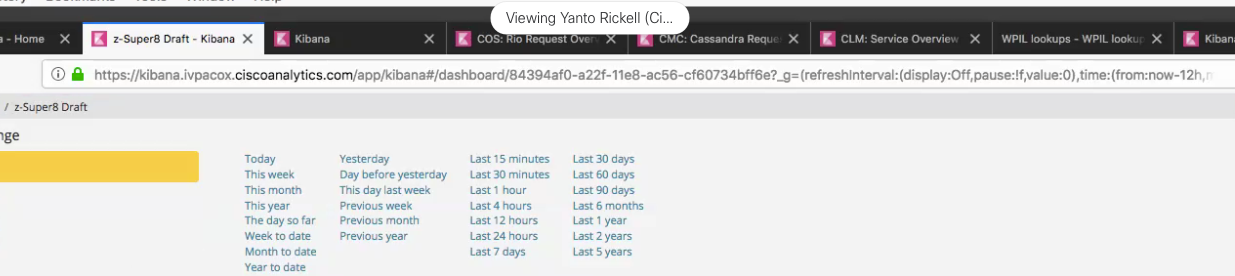 Bookmarks Window Help
Viewing Yanto Rickell (Ci...
a - Home z-Super8 Draft - Kibana Kibana COS: Rio Request Over CMC: Cassandra Reque CLM: Service Overview WPIL lookups - WPIL lookup Kiban
https://kibana.ivpacox.ciscoanalytics.com/app/kibana#/dashboard/84394af0-a22f-11e8-ac56-cf60734bff6e?_g=(refreshInterval:(display:Off,pause:!f,value:0),time:(from:now-12h,
/ z-Super8 Draft
nge
Today Yesterday Last 15 minutes Last 30 days
This week Day before yesterday Last 30 minutes Last 60 days
This month This day last week Last 1 hour Last 90 days
This year Previous week Last 4 hours Last 6 months
The day so far Previous month Last 12 hours Last 1 year
Week to date Previous year Last 24 hours Last 2 years
Month to date Last 7 days Last 5 years
Year to date